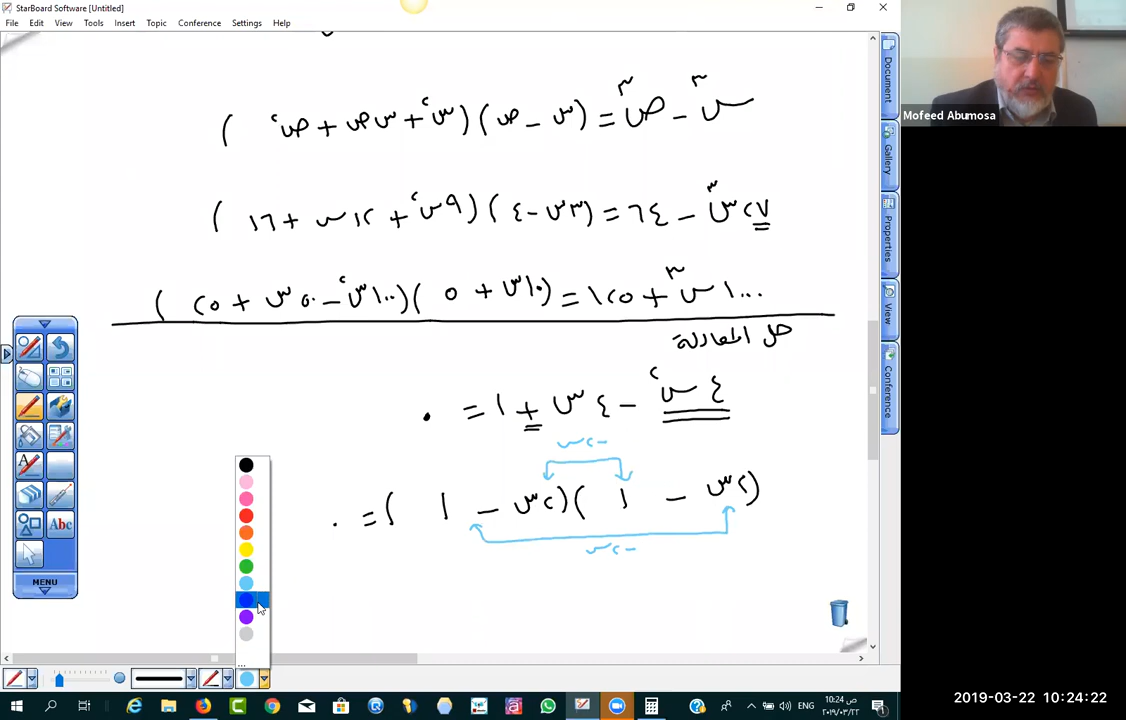 StarBoard Software [Untitled]
File Edit View Tools Insert Topic Conference Settings Help
س³ − ص³ = (س − ص)(س² + س ص + ص²)
٢٧س³ − ٦٤ = (٣س − ٤)(٩س² + ١٢س + ١٦)
١٠٠٠س³ + ١٢٥ = (١٠س + ٥)(١٠٠س² − ٥٠س + ٢٥)
حل المعادلة
٤س² − ٤س + ١ = ٠
−٢س
(٢س − ١)(٢س − ١) = ٠
−٢س
Document
Gallery
Properties
View
Conference
Mofeed Abumosa
Abc
MENU
...
ENG
10:24 ص
٢٠١٩/٠٣/٢٢
2019-03-22 10:24:22